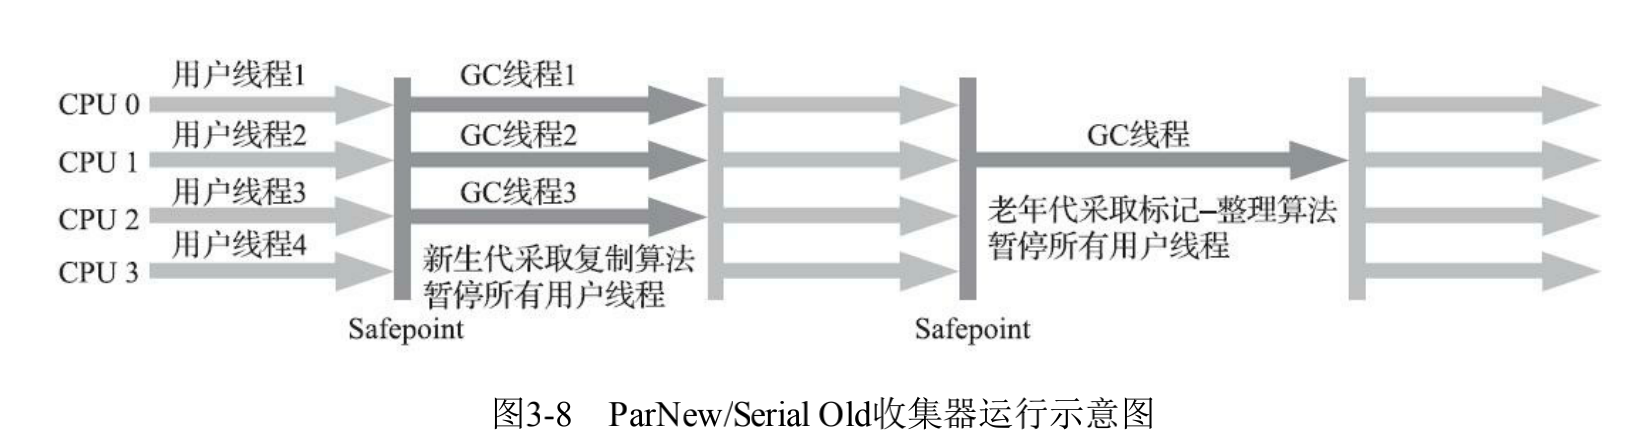 用户线程1
GC线程1
CPU 0
用户线程2
GC线程2
GC线程
CPU 1
用户线程3
GC线程3
CPU 2
用户线程4
CPU 3
新生代采取复制算法
暂停所有用户线程
老年代采取标记–整理算法
暂停所有用户线程
Safepoint
Safepoint
图3-8 ParNew/Serial Old收集器运行示意图